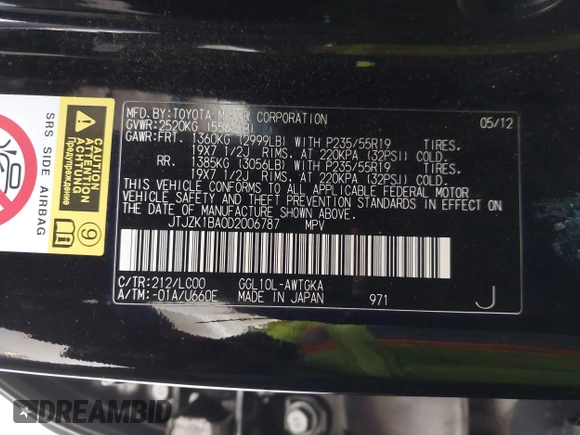 SRS SIDE AIRBAG
CAUTION
ATTENTION
ACHTUNG
Предупреждение
9
MFD.BY:TOYOTA MOTOR CORPORATION 05/12
GVWR:2520KG
GAWR:FRT. 1360KG (2999LB) WITH P235/55R19 TIRES.
19X7 1/2J RIMS. AT 220KPA (32PSI) COLD.
RR. 1385KG (3056LB) WITH P235/55R19 TIRES.
19X7 1/2J RIMS. AT 220KPA (32PSI) COLD.
THIS VEHICLE CONFORMS TO ALL APPLICABLE FEDERAL MOTOR
VEHICLE SAFETY AND THEFT PREVENTION STANDARDS IN EFFECT ON
THE DATE OF MANUFACTURE SHOWN ABOVE.
JTJZK1BA0D2006787 MPV
C/TR:212/LC00 GGL10L-AWTGKA
A/TM:-01A/U660E MADE IN JAPAN 971 J
DREAMBID